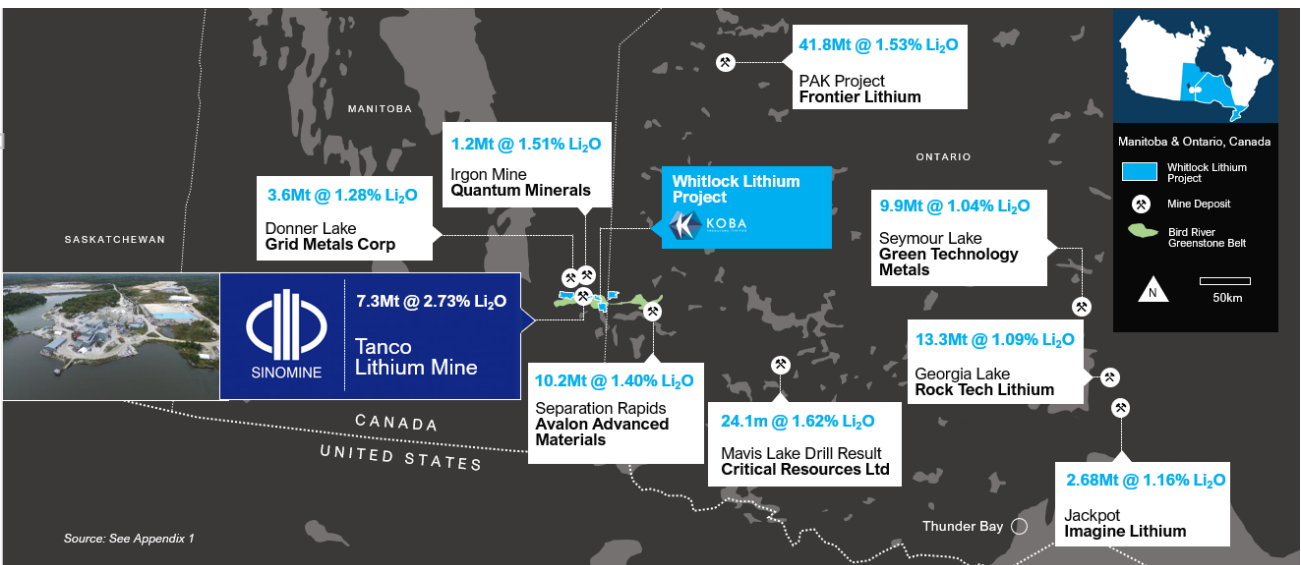 41.8Mt @ 1.53% Li₂O
PAK Project
Frontier Lithium
MANITOBA
1.2Mt @ 1.51% Li₂O
Irgon Mine
Quantum Minerals
ONTARIO
Manitoba & Ontario, Canada
Whitlock Lithium
Project
Mine Deposit
Bird River
Greenstone Belt
N
50km
3.6Mt @ 1.28% Li₂O
Donner Lake
Grid Metals Corp
Whitlock Lithium
Project
KOBA
9.9Mt @ 1.04% Li₂O
Seymour Lake
Green Technology
Metals
SASKATCHEWAN
SINOMINE
7.3Mt @ 2.73% Li₂O
Tanco
Lithium Mine
13.3Mt @ 1.09% Li₂O
Georgia Lake
Rock Tech Lithium
10.2Mt @ 1.40% Li₂O
Separation Rapids
Avalon Advanced
Materials
24.1m @ 1.62% Li₂O
Mavis Lake Drill Result
Critical Resources Ltd
CANADA
UNITED STATES
2.68Mt @ 1.16% Li₂O
Jackpot
Imagine Lithium
Thunder Bay
Source: See Appendix 1